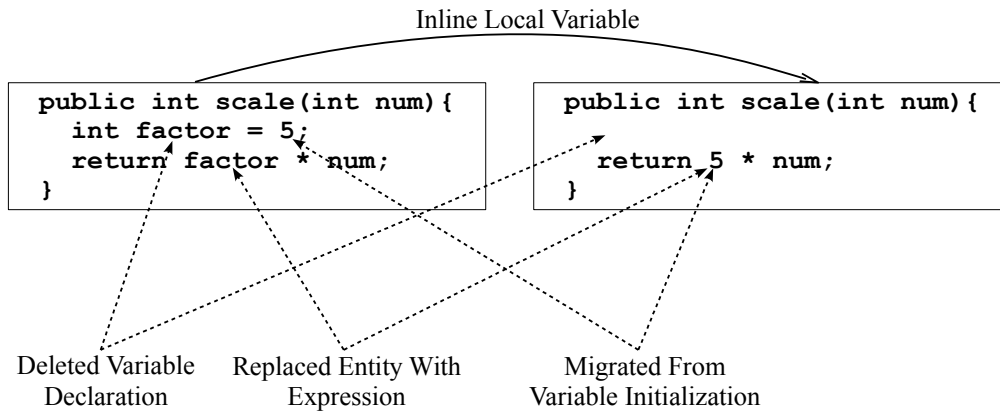 Inline Local Variable
public int scale(int num){
int factor = 5;
return factor * num;
}
public int scale(int num){
return 5 * num;
}
Deleted Variable
Declaration
Replaced Entity With
Expression
Migrated From
Variable Initialization